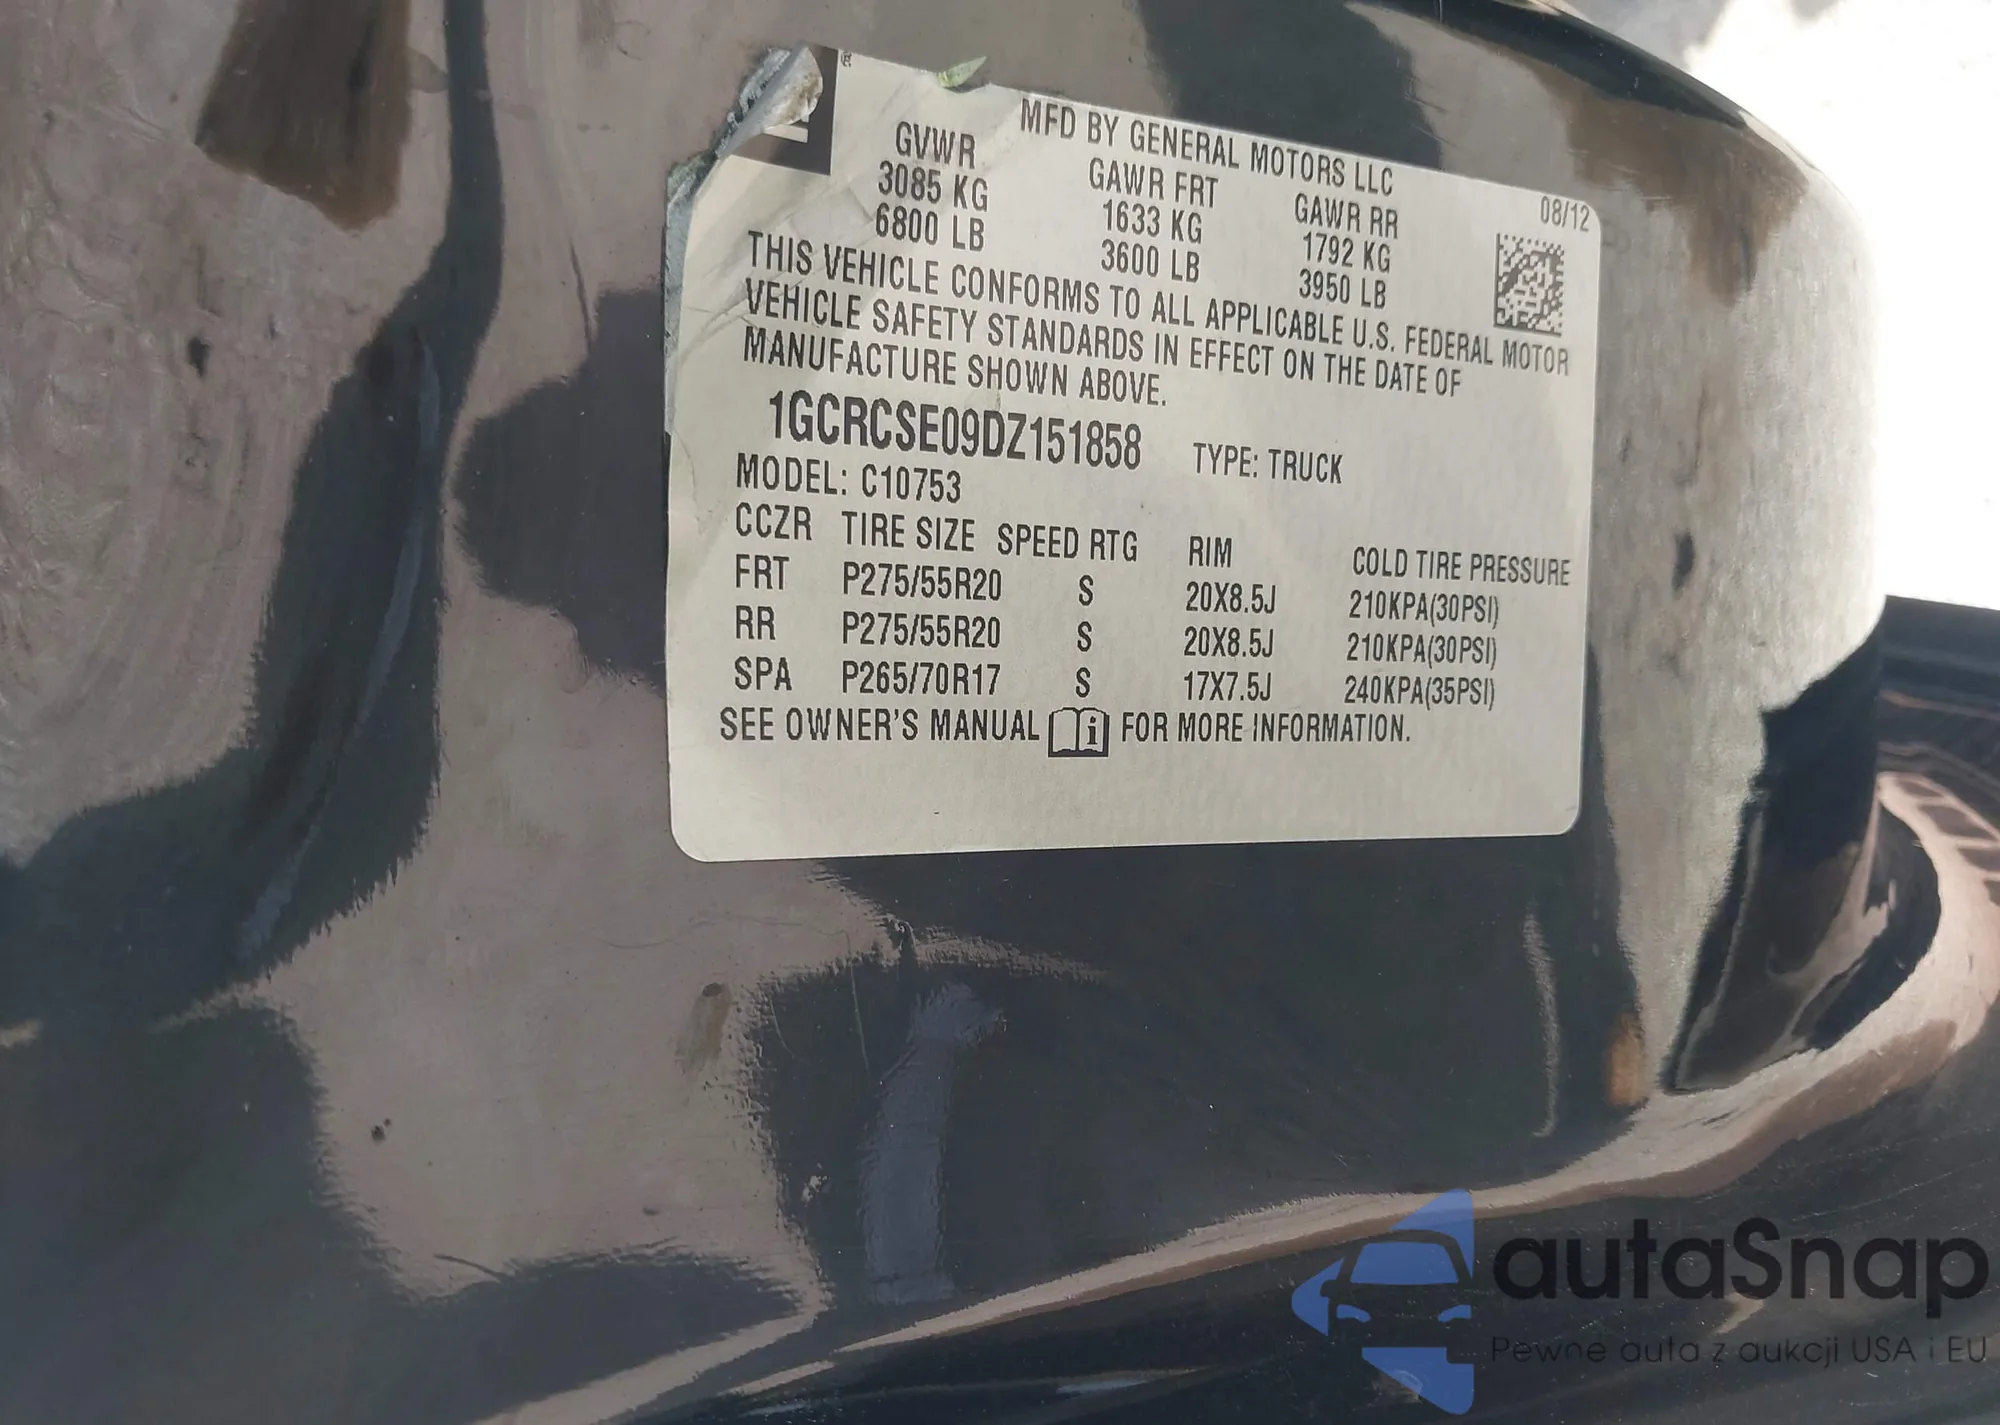 MFD BY GENERAL MOTORS LLC
08/12
GVWR GAWR FRT GAWR RR
3085 KG 1633 KG 1792 KG
6800 LB 3600 LB 3950 LB
THIS VEHICLE CONFORMS TO ALL APPLICABLE U.S. FEDERAL MOTOR
VEHICLE SAFETY STANDARDS IN EFFECT ON THE DATE OF
MANUFACTURE SHOWN ABOVE.
1GCRCSE09DZ151858 TYPE: TRUCK
MODEL: C10753
CCZR TIRE SIZE SPEED RTG RIM COLD TIRE PRESSURE
FRT P275/55R20 S 20X8.5J 210KPA(30PSI)
RR P275/55R20 S 20X8.5J 210KPA(30PSI)
SPA P265/70R17 S 17X7.5J 240KPA(35PSI)
SEE OWNER'S MANUAL i FOR MORE INFORMATION.
autaSnap
Pewne auta z aukcji USA i EU